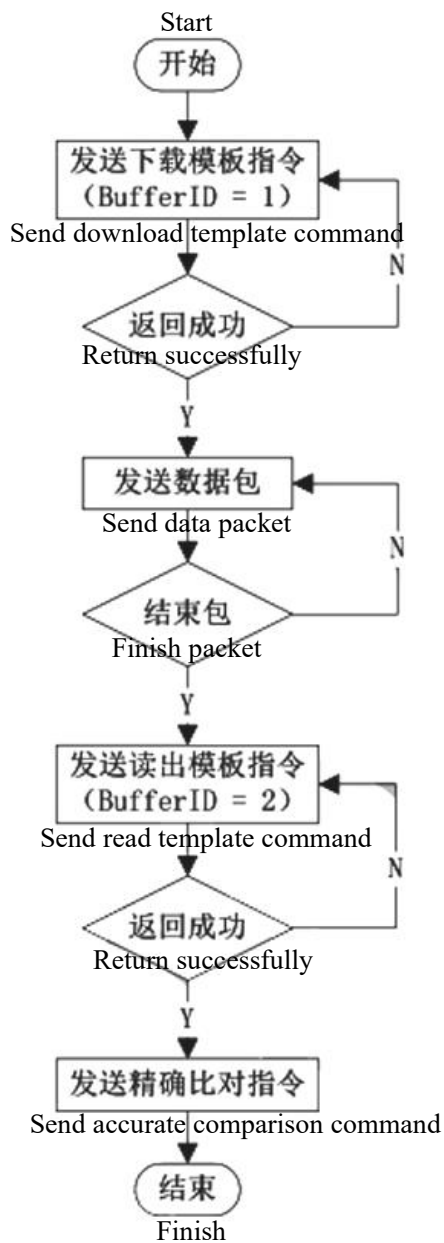 Start
开始
发送下载模板指令
（BufferID = 1）
Send download template command
N
返回成功
Return successfully
Y
发送数据包
Send data packet
N
结束包
Finish packet
Y
发送读出模板指令
（BufferID = 2）
Send read template command
N
返回成功
Return successfully
Y
发送精确比对指令
Send accurate comparison command
结束
Finish